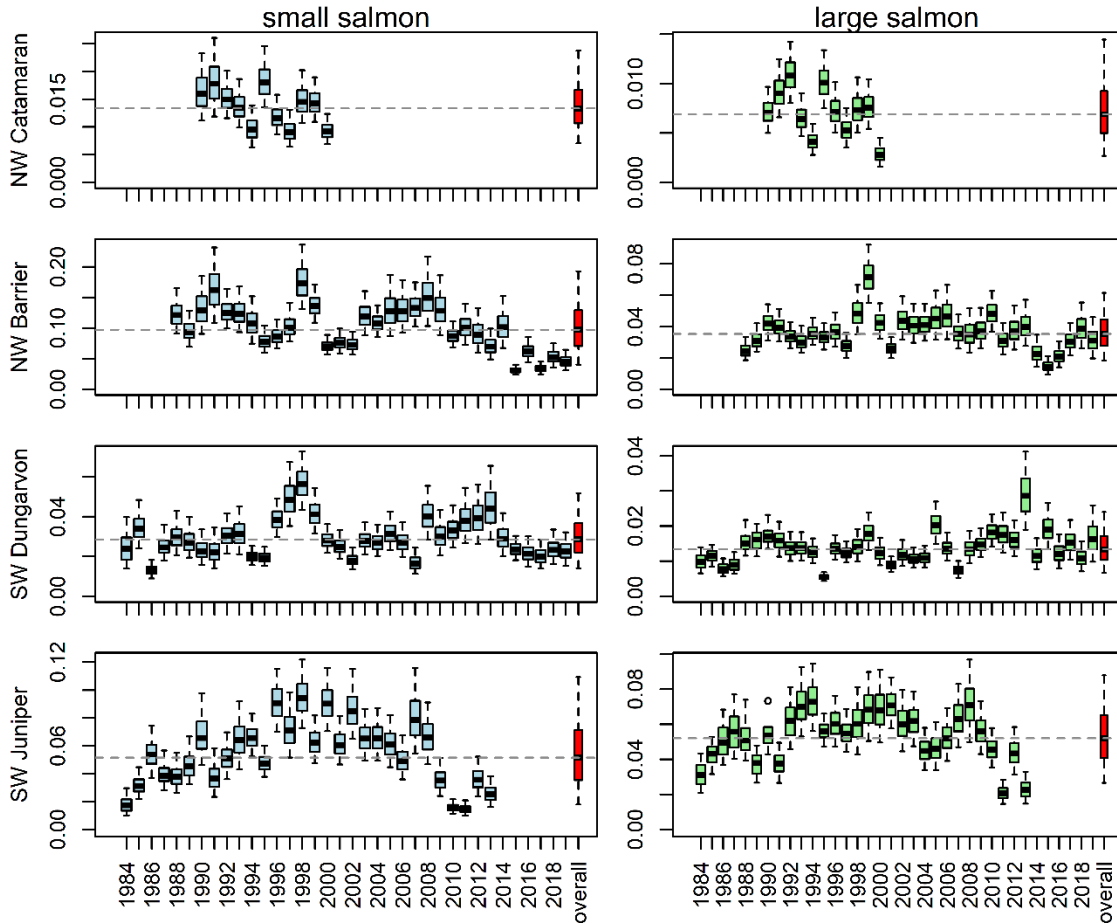 small salmon large salmon
NW Catamaran 0.000 0.015 0.000 0.010
NW Barrier 0.00 0.10 0.20 0.00 0.04 0.08
SW Dungarvon 0.00 0.04 0.00 0.02 0.04
SW Juniper 0.00 0.06 0.12 0.00 0.04 0.08
1984 1986 1988 1990 1992 1994 1996 1998 2000 2002 2004 2006 2008 2010 2012 2014 2016 2018 overall 1984 1986 1988 1990 1992 1994 1996 1998 2000 2002 2004 2006 2008 2010 2012 2014 2016 2018 overall